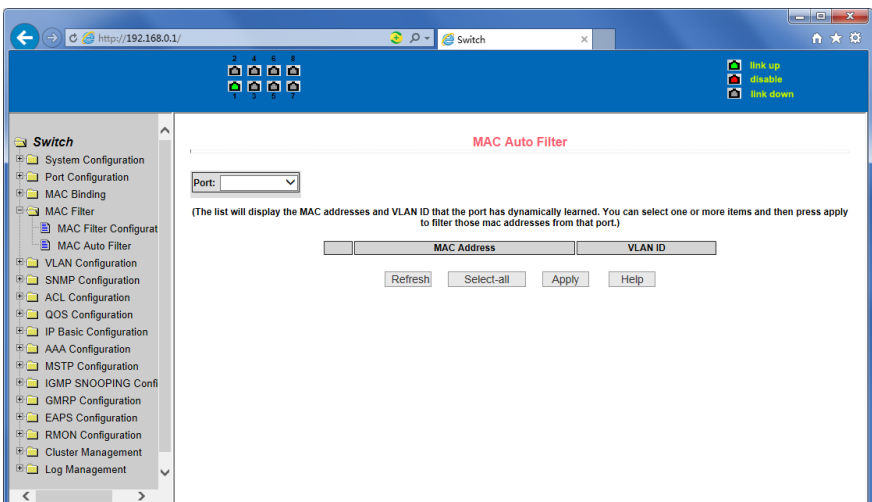 http://192.168.0.1/
Switch
2 4 6 8
1 3 5 7
link up
disable
link down
Switch
System Configuration
Port Configuration
MAC Binding
MAC Filter
MAC Filter Configurat
MAC Auto Filter
VLAN Configuration
SNMP Configuration
ACL Configuration
QOS Configuration
IP Basic Configuration
AAA Configuration
MSTP Configuration
IGMP SNOOPING Confi
GMRP Configuration
EAPS Configuration
RMON Configuration
Cluster Management
Log Management
MAC Auto Filter
Port:
(The list will display the MAC addresses and VLAN ID that the port has dynamically learned. You can select one or more items and then press apply
to filter those mac addresses from that port.)
MAC Address VLAN ID
Refresh Select-all Apply Help